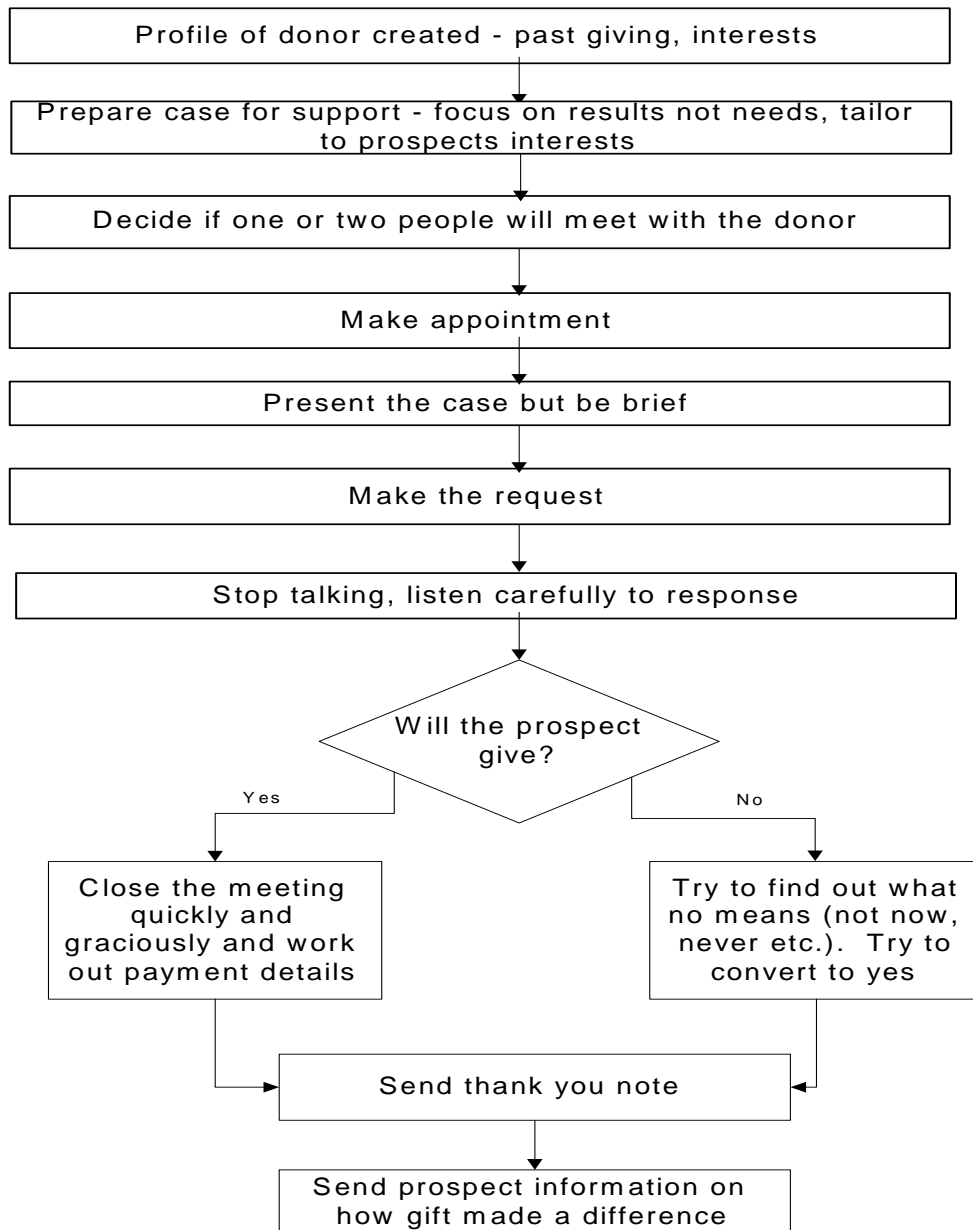 Profile of donor created - past giving, interests
Prepare case for support - focus on results not needs, tailor
to prospects interests
Decide if one or two people will meet with the donor
Make appointment
Present the case but be brief
Make the request
Stop talking, listen carefully to response
Will the prospect
give?
Yes
No
Close the meeting
quickly and
graciously and work
out payment details
Try to find out what
no means (not now,
never etc.). Try to
convert to yes
Send thank you note
Send prospect information on
how gift made a difference